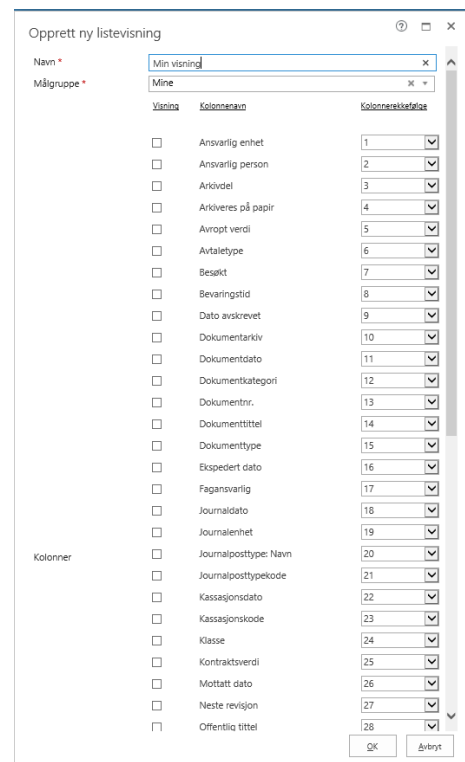 Opprett ny listevisning
Navn * Min visning
Målgruppe * Mine
Visning Kolonnenavn Kolonnerekkefølge
Ansvarlig enhet 1
Ansvarlig person 2
Arkivdel 3
Arkiveres på papir 4
Avropt verdi 5
Avtaletype 6
Besøkt 7
Bevaringstid 8
Dato avskrevet 9
Dokumentarkiv 10
Dokumentdato 11
Dokumentkategori 12
Dokumentnr. 13
Dokumenttittel 14
Dokumenttype 15
Ekspedert dato 16
Fagansvarlig 17
Journaldato 18
Journalenhet 19
Kolonner Journalposttype: Navn 20
Journalposttypekode 21
Kassasjonsdato 22
Kassasjonskode 23
Klasse 24
Kontraktsverdi 25
Mottatt dato 26
Neste revisjon 27
Offentlig tittel 28
OK Avbryt